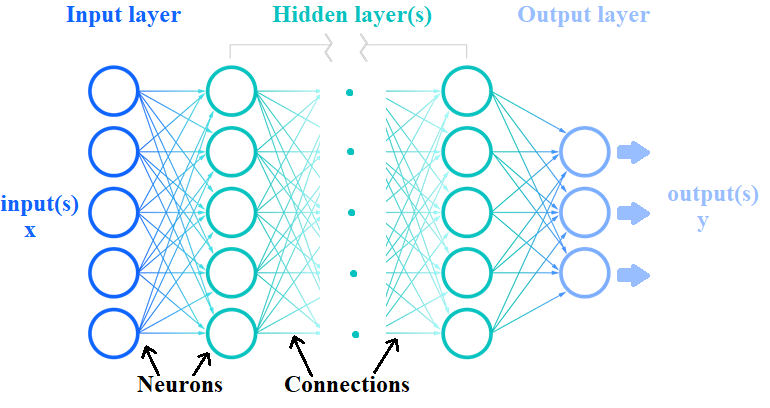 Input layer
Hidden layer(s)
Output layer
input(s)
x
output(s)
y
Neurons
Connections